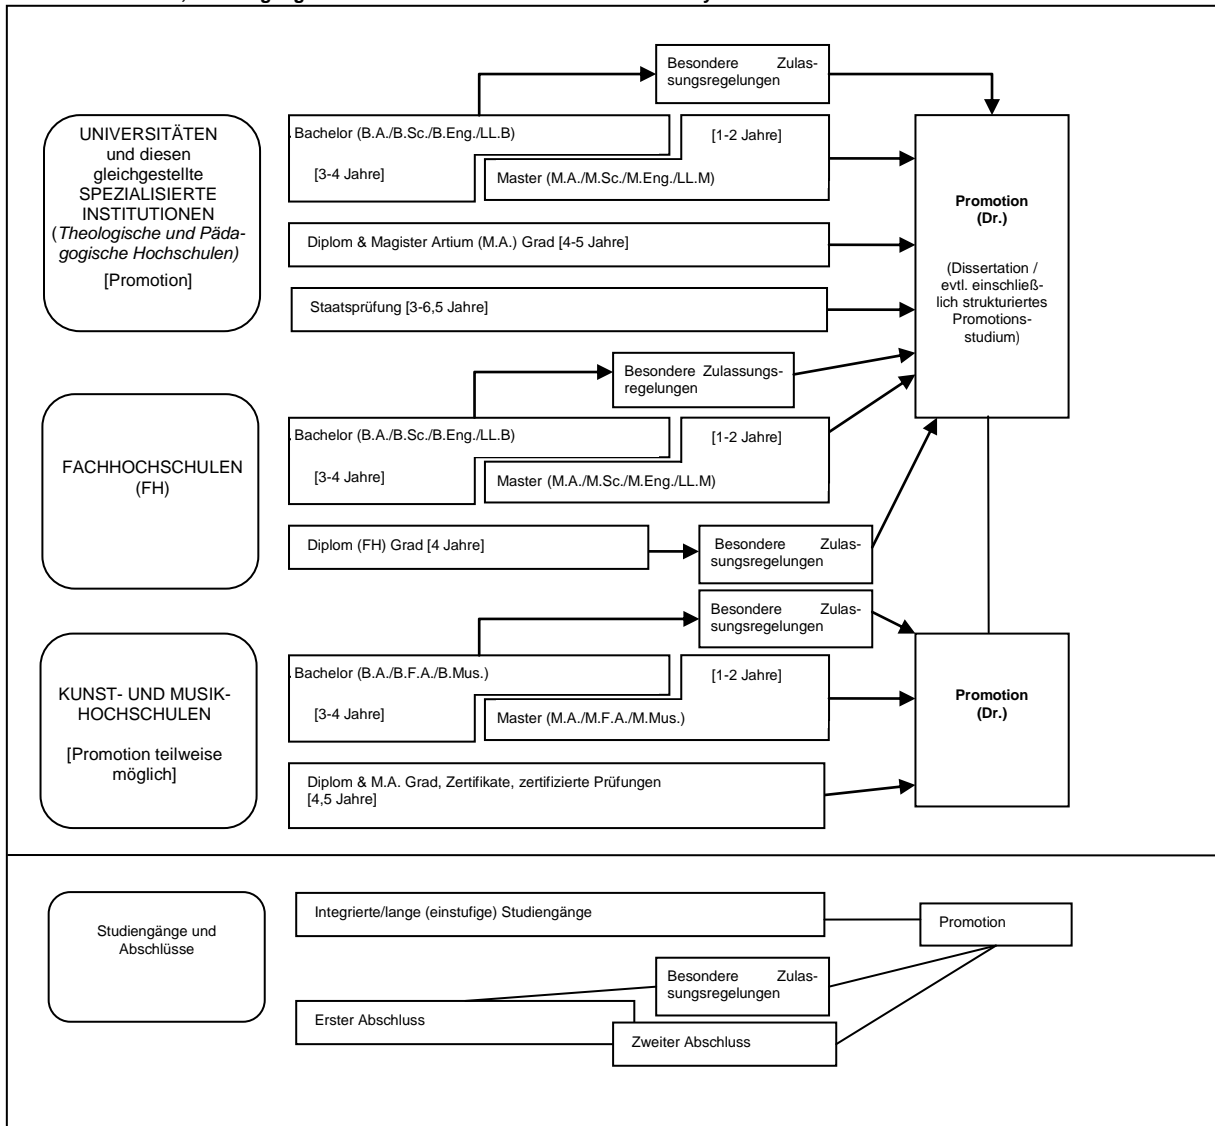 UNIVERSITÄTEN
und diesen
gleichgestellte
SPEZIALISIERTE
INSTITUTIONEN
(Theologische und Päda-
gogische Hochschulen)
[Promotion]
Besondere Zulas-
sungsregelungen
Bachelor (B.A./B.Sc./B.Eng./LL.B)
[3-4 Jahre]
[1-2 Jahre]
Master (M.A./M.Sc./M.Eng./LL.M)
Diplom & Magister Artium (M.A.) Grad [4-5 Jahre]
Staatsprüfung [3-6,5 Jahre]
Promotion
(Dr.)
(Dissertation /
evtl. einschließ-
lich strukturiertes
Promotions-
studium)
FACHHOCHSCHULEN
(FH)
Besondere Zulassungs-
regelungen
Bachelor (B.A./B.Sc./B.Eng./LL.B)
[3-4 Jahre]
[1-2 Jahre]
Master (M.A./M.Sc./M.Eng./LL.M)
Diplom (FH) Grad [4 Jahre]
Besondere Zulas-
sungsregelungen
KUNST- UND MUSIK-
HOCHSCHULEN
[Promotion teilweise
möglich]
Besondere Zulas-
sungsregelungen
Bachelor (B.A./B.F.A./B.Mus.)
[3-4 Jahre]
[1-2 Jahre]
Master (M.A./M.F.A./M.Mus.)
Diplom & M.A. Grad, Zertifikate, zertifizierte Prüfungen
[4,5 Jahre]
Promotion
(Dr.)
Studiengänge und
Abschlüsse
Integrierte/lange (einstufige) Studiengänge
Promotion
Besondere Zulas-
sungsregelungen
Erster Abschluss
Zweiter Abschluss